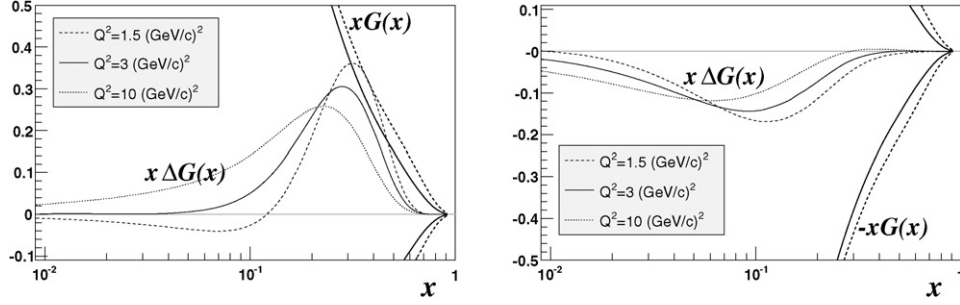 0.5
0.4
0.3
0.2
0.1
0
-0.1
xG(x)
Q²=1.5 (GeV/c)²
Q²=3 (GeV/c)²
Q²=10 (GeV/c)²
x ΔG(x)
10⁻²
10⁻¹
1
x
0.1
-0
-0.1
-0.2
-0.3
-0.4
-0.5
x ΔG(x)
Q²=1.5 (GeV/c)²
Q²=3 (GeV/c)²
Q²=10 (GeV/c)²
-xG(x)
10⁻²
10⁻¹
1
x